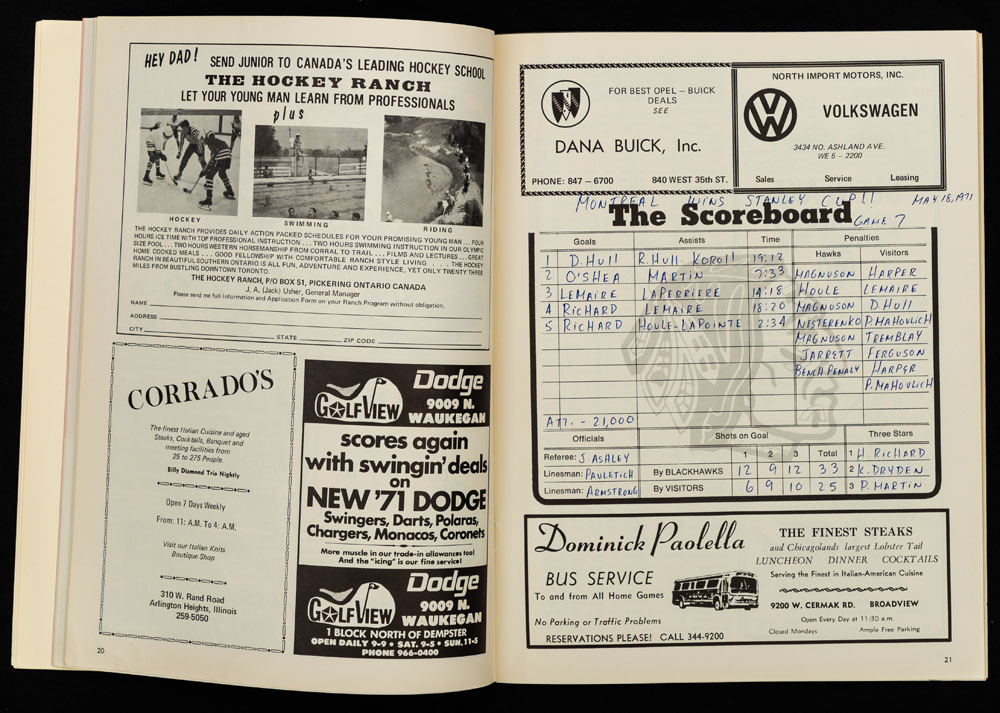 HEY DAD! SEND JUNIOR TO CANADA'S LEADING HOCKEY SCHOOL
THE HOCKEY RANCH
LET YOUR YOUNG MAN LEARN FROM PROFESSIONALS
plus
HOCKEY
SWIMMING
RIDING
THE HOCKEY RANCH PROVIDES DAILY ACTION PACKED SCHEDULES FOR YOUR PROMISING YOUNG MAN ... FOUR
HOURS ICE TIME WITH TOP PROFESSIONAL INSTRUCTION ... TWO HOURS SWIMMING INSTRUCTION IN OUR OLYMPIC
SIZE POOL ... TWO HOURS WESTERN HORSEMANSHIP FROM CORRAL TO TRAIL ... FILMS AND LECTURES ... GREAT
HOME COOKED MEALS ... GOOD FELLOWSHIP WITH COMFORTABLE RANCH STYLE LIVING .... THE HOCKEY
RANCH IN BEAUTIFUL SOUTHERN ONTARIO IS ALL FUN, ADVENTURE AND EXPERIENCE, YET ONLY TWENTY THREE
MILES FROM BUSTLING DOWNTOWN TORONTO.
THE HOCKEY RANCH, P/O BOX 51, PICKERING ONTARIO CANADA
J. A. (Jack) Usher, General Manager
Please send me full Information and Application Form on your Ranch Program without obligation.
NAME
ADDRESS
CITY STATE ZIP CODE
CORRADO'S
The finest Italian Cuisine and aged
Steaks, Cocktails, Banquet and
meeting facilities from
25 to 275 People.
Billy Diamond Trio Nightly
Open 7 Days Weekly
From: 11: A.M. To 4: A.M.
Visit our Italian Knits
Boutique Shop
310 W. Rand Road
Arlington Heights, Illinois
259-5050
GOLF VIEW
Dodge
9009 N.
WAUKEGAN
scores again
with swingin' deals
on
NEW '71 DODGE
Swingers, Darts, Polaras,
Chargers, Monacos, Coronets
More muscle in our trade-in allowances too!
And the "icing" is our fine service!
GOLF VIEW
Dodge
9009 N.
WAUKEGAN
1 BLOCK NORTH OF DEMPSTER
OPEN DAILY 9-9 • SAT. 9-5 • SUN. 11-5
PHONE 966-0400
20
FOR BEST OPEL – BUICK
DEALS
SEE
DANA BUICK, Inc.
PHONE: 847 – 6700 840 WEST 35th ST.
NORTH IMPORT MOTORS, INC.
VOLKSWAGEN
3434 NO. ASHLAND AVE.
WE 5 – 2200
Sales Service Leasing
MONTREAL WINS STANLEY CUP!! MAY 18, 1971
The Scoreboard GAME 7
Goals Assists Time Penalties
Hawks Visitors
1 D. HULL R. HULL KOROLL 19:12
2 O'SHEA MARTIN 7:33 MAGNUSON HARPER
3 LEMAIRE LAPERRIERE 14:18 HOULE LEMAIRE
4 RICHARD LEMAIRE 18:20 MAGNUSON D. HULL
5 RICHARD HOULE-LAPOINTE 2:34 NESTERENKO P. MAHOVLICH
MAGNUSON TREMBLAY
JARRETT FERGUSON
BENCH PENALY HARPER
P. MAHOVLICH
ATT. - 21,000
Officials Shots on Goal Three Stars
1 2 3 Total
Referee: J. ASHLEY 1 H. RICHARD
Linesman: PAULETICH By BLACKHAWKS 12 9 12 33 2 K. DRYDEN
Linesman: ARMSTRONG By VISITORS 6 9 10 25 3 P. MARTIN
Dominick Paolella
BUS SERVICE
To and from All Home Games
No Parking or Traffic Problems
RESERVATIONS PLEASE! CALL 344-9200
THE FINEST STEAKS
and Chicagolands largest Lobster Tail
LUNCHEON DINNER COCKTAILS
Serving the Finest in Italian-American Cuisine
9200 W. CERMAK RD. BROADVIEW
Open Every Day at 11:30 a.m.
Closed Mondays Ample Free Parking
21